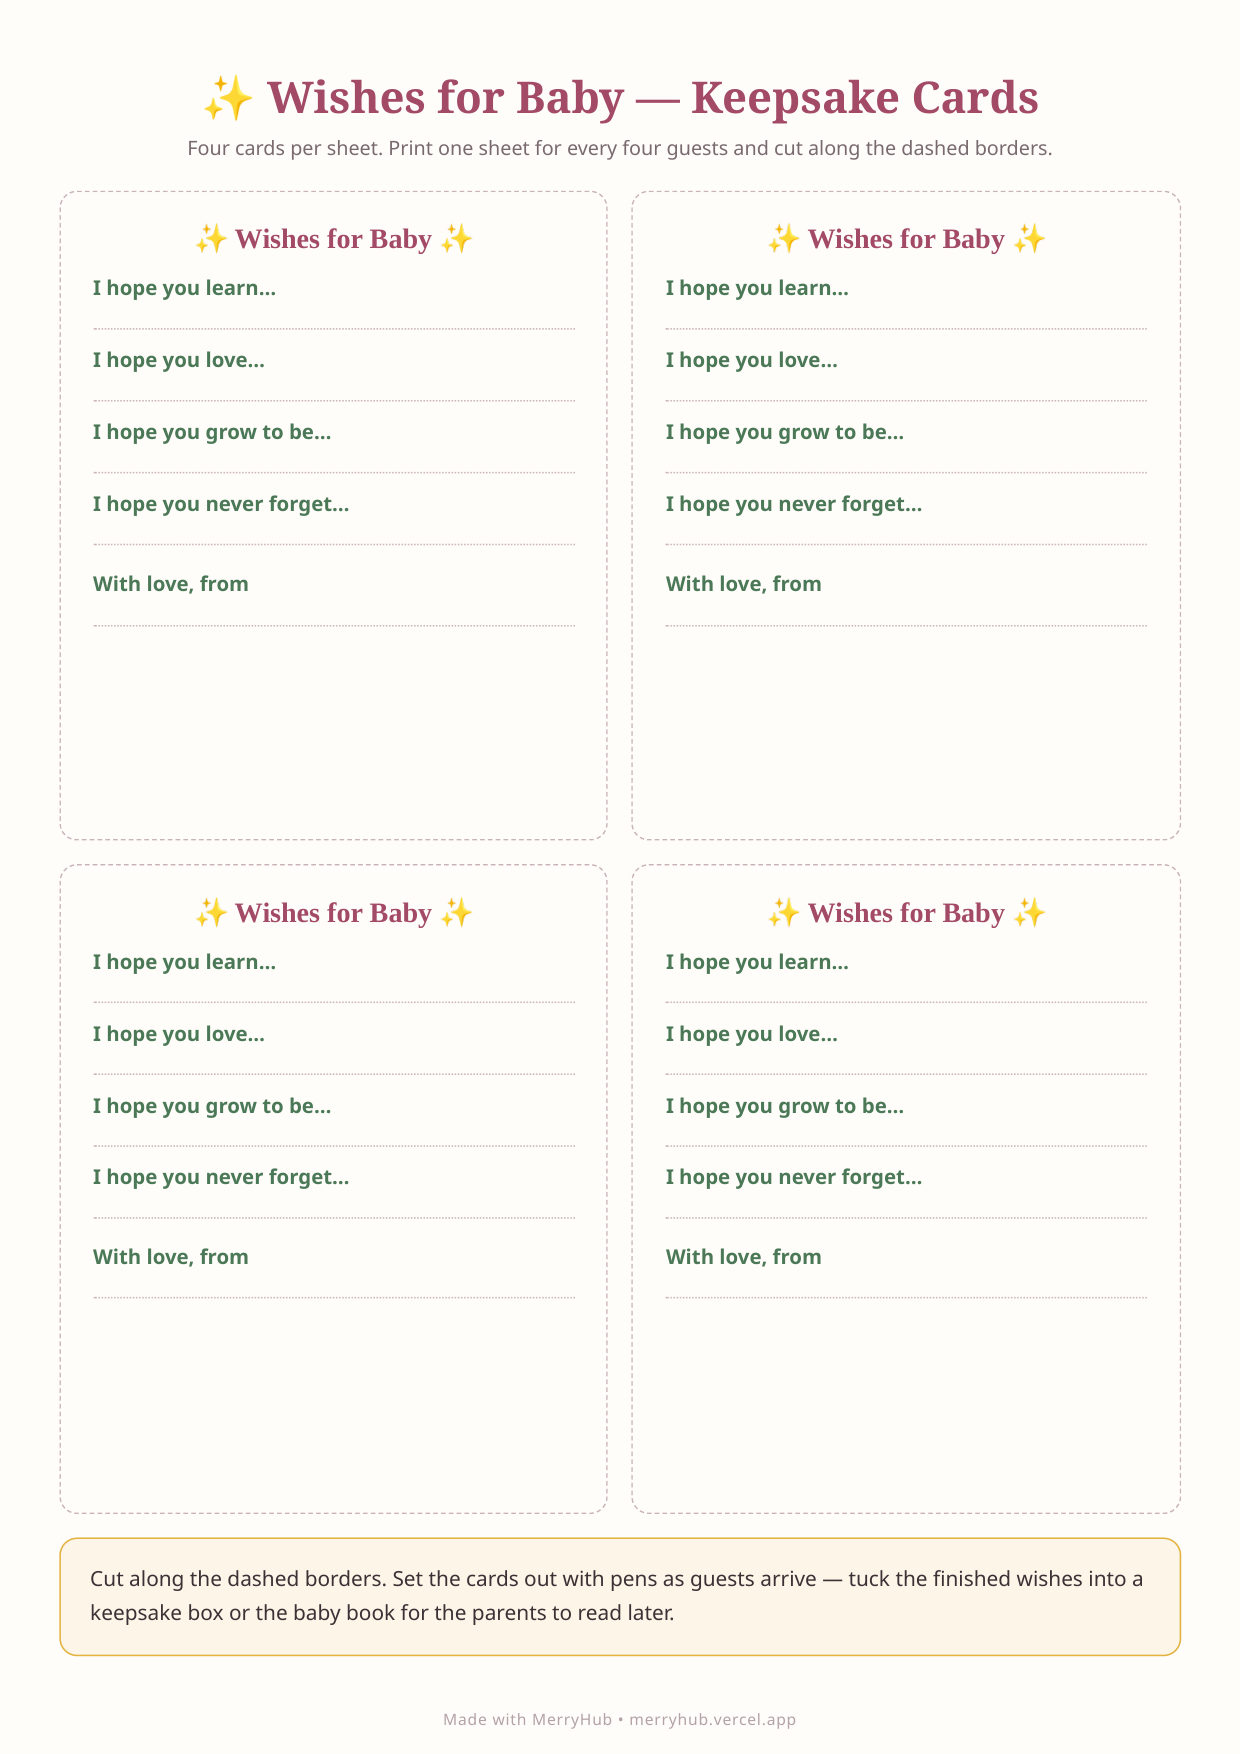 ✨ Wishes for Baby — Keepsake Cards
Four cards per sheet. Print one sheet for every four guests and cut along the dashed borders.
✨ Wishes for Baby ✨
I hope you learn…
I hope you love…
I hope you grow to be…
I hope you never forget…
With love, from
✨ Wishes for Baby ✨
I hope you learn…
I hope you love…
I hope you grow to be…
I hope you never forget…
With love, from
✨ Wishes for Baby ✨
I hope you learn…
I hope you love…
I hope you grow to be…
I hope you never forget…
With love, from
✨ Wishes for Baby ✨
I hope you learn…
I hope you love…
I hope you grow to be…
I hope you never forget…
With love, from
Cut along the dashed borders. Set the cards out with pens as guests arrive — tuck the finished wishes into a
keepsake box or the baby book for the parents to read later.
Made with MerryHub • merryhub.vercel.app